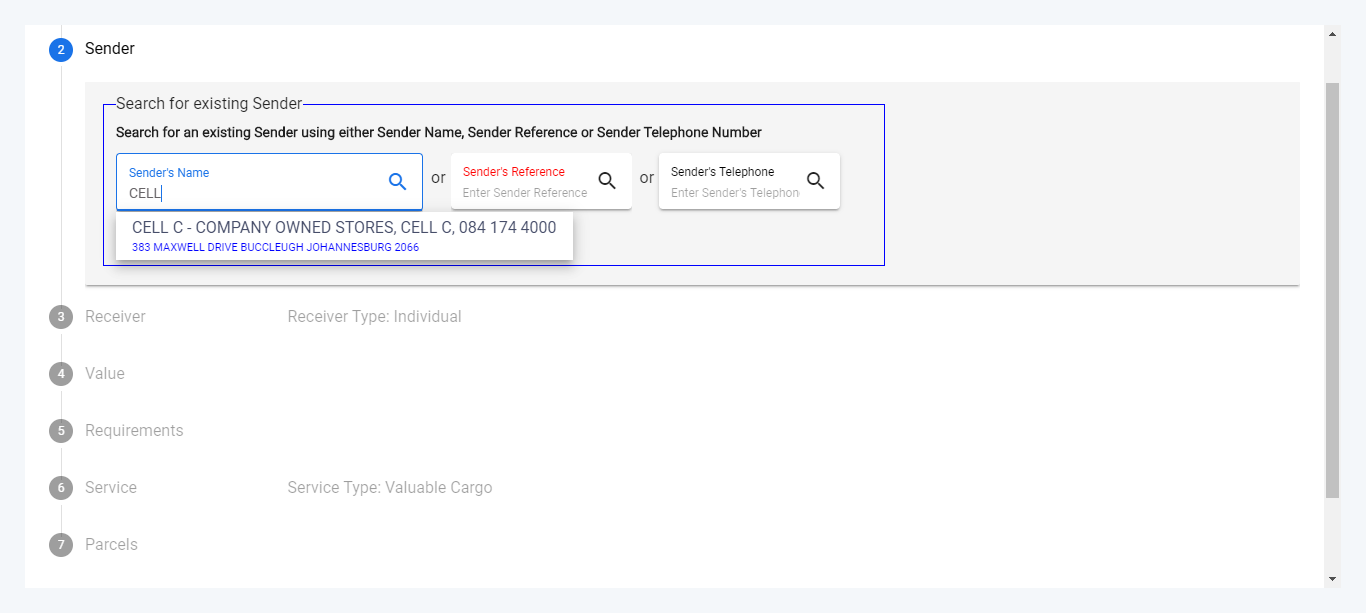 2 Sender
Search for existing Sender
Search for an existing Sender using either Sender Name, Sender Reference or Sender Telephone Number
Sender's Name
CELL
or
Sender's Reference
Enter Sender Reference
or
Sender's Telephone
Enter Sender's Telephon
CELL C - COMPANY OWNED STORES, CELL C, 084 174 4000
383 MAXWELL DRIVE BUCCLEUGH JOHANNESBURG 2066
3 Receiver Receiver Type: Individual
4 Value
5 Requirements
6 Service Service Type: Valuable Cargo
7 Parcels